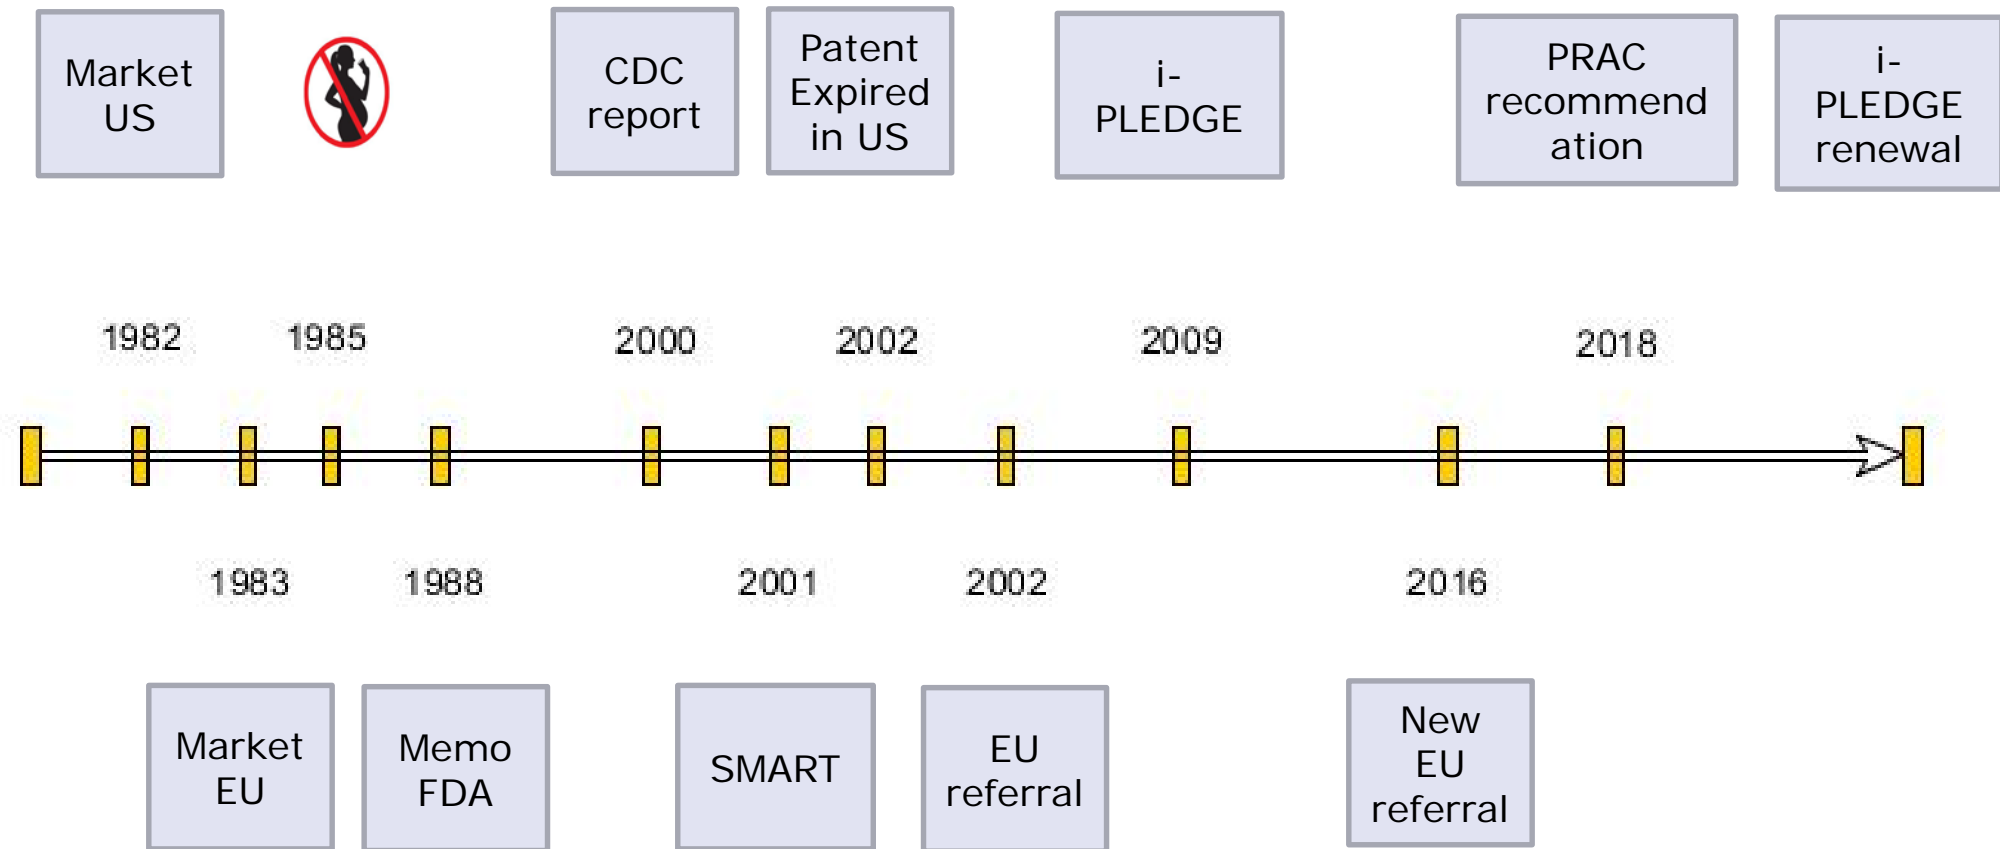 Market
US
CDC
report
Patent
Expired
in US
i-
PLEDGE
PRAC
recommend
ation
i-
PLEDGE
renewal
1982
1985
2000
2002
2009
2018
1983
1988
2001
2002
2016
Market
EU
Memo
FDA
SMART
EU
referral
New
EU
referral